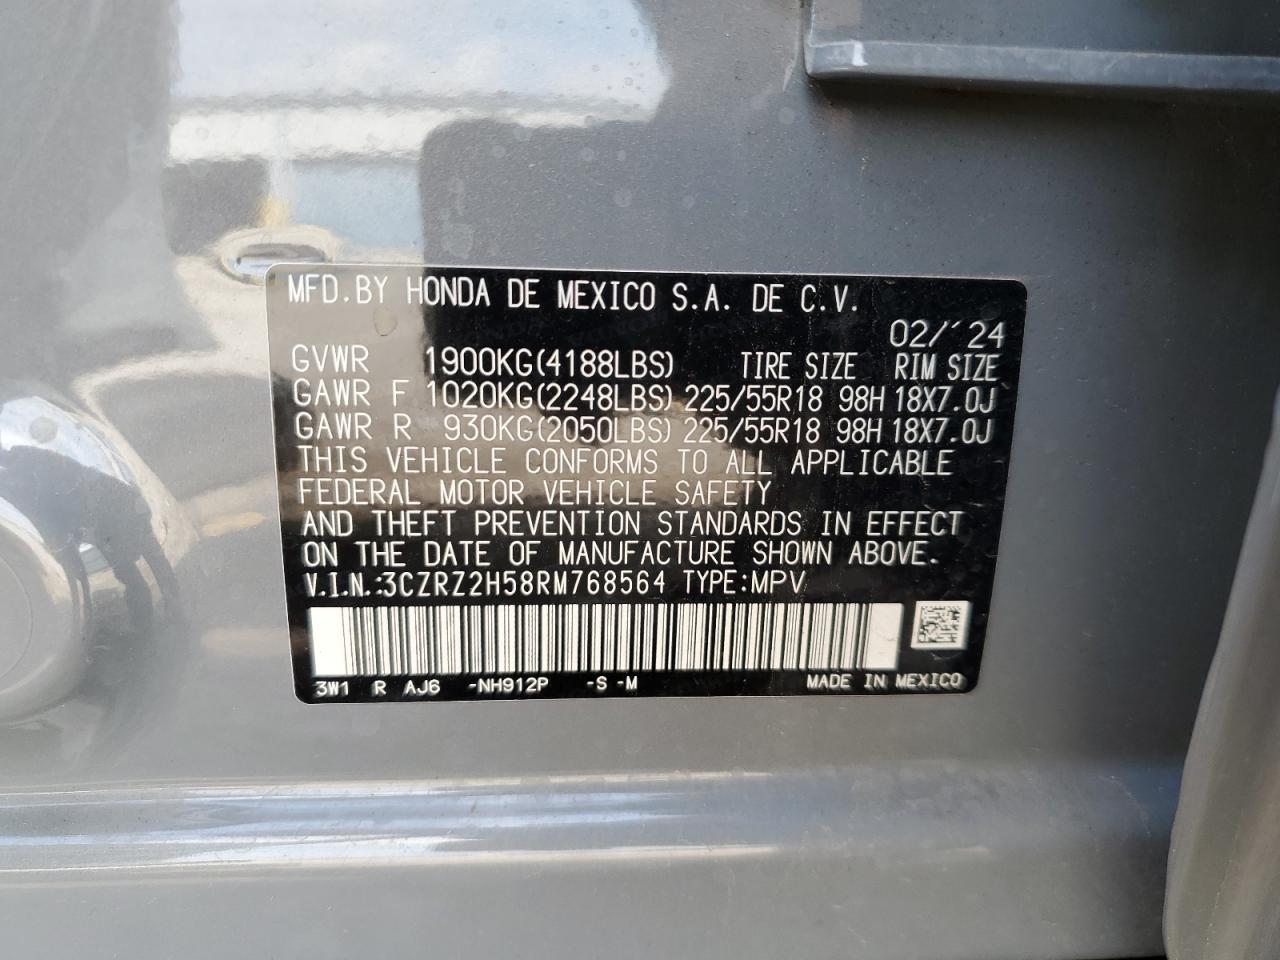 MFD.BY HONDA DE MEXICO S.A. DE C.V.
02/´24
GVWR 1900KG(4188LBS) TIRE SIZE RIM SIZE
GAWR F 1020KG(2248LBS) 225/55R18 98H 18X7.0J
GAWR R 930KG(2050LBS) 225/55R18 98H 18X7.0J
THIS VEHICLE CONFORMS TO ALL APPLICABLE
FEDERAL MOTOR VEHICLE SAFETY
AND THEFT PREVENTION STANDARDS IN EFFECT
ON THE DATE OF MANUFACTURE SHOWN ABOVE.
V.I.N.:3CZRZ2H58RM768564 TYPE:MPV
3W1 R AJ6 -NH912P -S -M MADE IN MEXICO